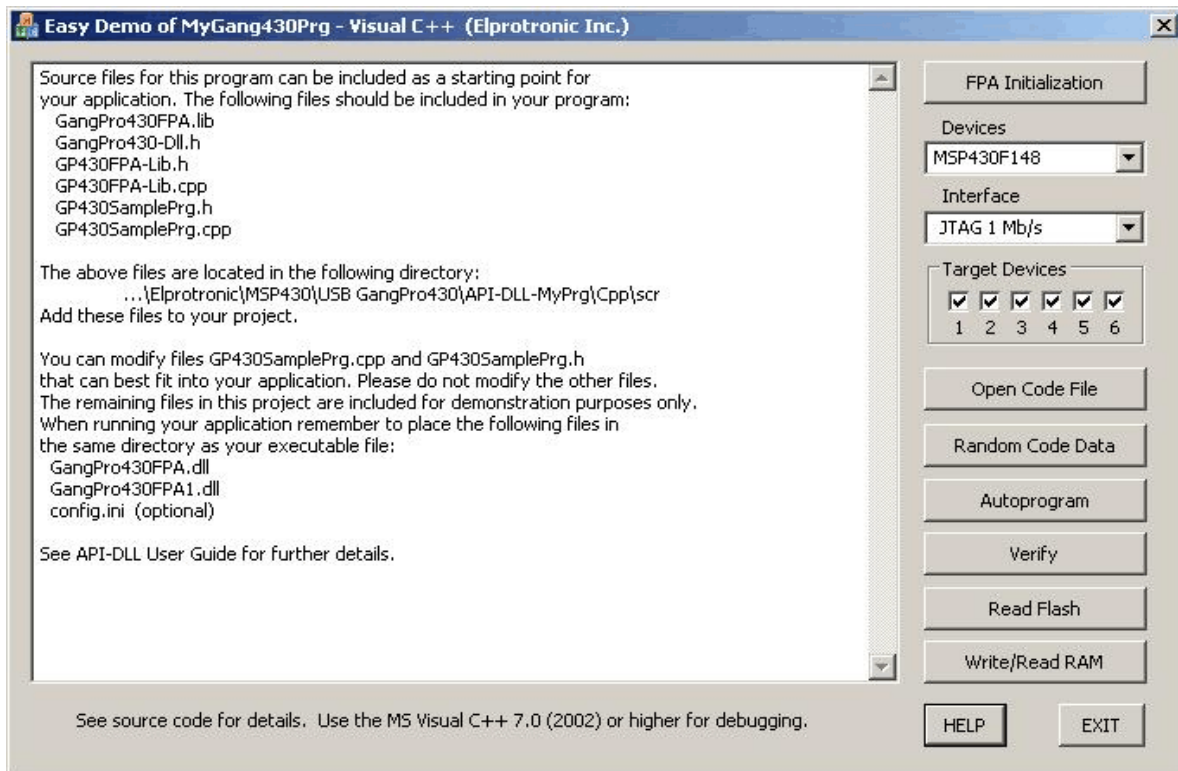 Easy Demo of MyGang430Prg - Visual C++ (Elprotronic Inc.)
Source files for this program can be included as a starting point for
your application. The following files should be included in your program:
GangPro430FPA.lib
GangPro430-Dll.h
GP430FPA-Lib.h
GP430FPA-Lib.cpp
GP430SamplePrg.h
GP430SamplePrg.cpp
The above files are located in the following directory:
...\Elprotronic\MSP430\USB GangPro430\API-DLL-MyPrg\Cpp\scr
Add these files to your project.
You can modify files GP430SamplePrg.cpp and GP430SamplePrg.h
that can best fit into your application. Please do not modify the other files.
The remaining files in this project are included for demonstration purposes only.
When running your application remember to place the following files in
the same directory as your executable file:
GangPro430FPA.dll
GangPro430FPA1.dll
config.ini (optional)
See API-DLL User Guide for further details.
FPA Initialization
Devices
MSP430F148
Interface
JTAG 1 Mb/s
Target Devices
1 2 3 4 5 6
Open Code File
Random Code Data
Autoprogram
Verify
Read Flash
Write/Read RAM
See source code for details. Use the MS Visual C++ 7.0 (2002) or higher for debugging.
HELP
EXIT